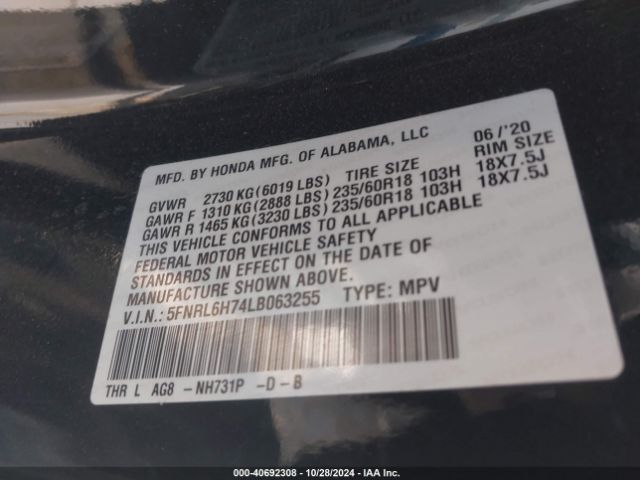 MFD. BY HONDA MFG. OF ALABAMA, LLC 06/'20
GVWR 2730 KG (6019 LBS) TIRE SIZE RIM SIZE
GAWR F 1310 KG (2888 LBS) 235/60R18 103H 18X7.5J
GAWR R 1465 KG (3230 LBS) 235/60R18 103H 18X7.5J
THIS VEHICLE CONFORMS TO ALL APPLICABLE
FEDERAL MOTOR VEHICLE SAFETY
STANDARDS IN EFFECT ON THE DATE OF
MANUFACTURE SHOWN ABOVE.
V.I.N.: 5FNRL6H74LB063255 TYPE: MPV
THR L AG8 -NH731P -D-B
000-40692308 - 10/28/2024 - IAA Inc.